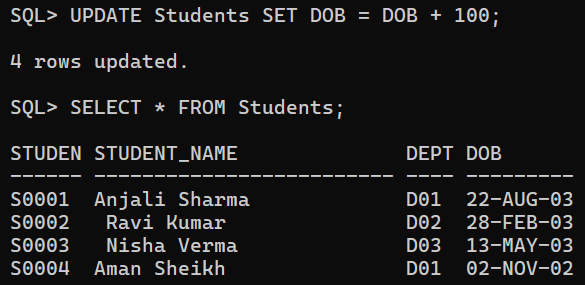 SQL> UPDATE Students SET DOB = DOB + 100;
4 rows updated.
SQL> SELECT * FROM Students;
STUDEN STUDENT_NAME              DEPT DOB
------ ------------------------- ---- ---------
S0001  Anjali Sharma             D01  22-AUG-03
S0002   Ravi Kumar               D02  28-FEB-03
S0003   Nisha Verma              D03  13-MAY-03
S0004  Aman Sheikh               D01  02-NOV-02